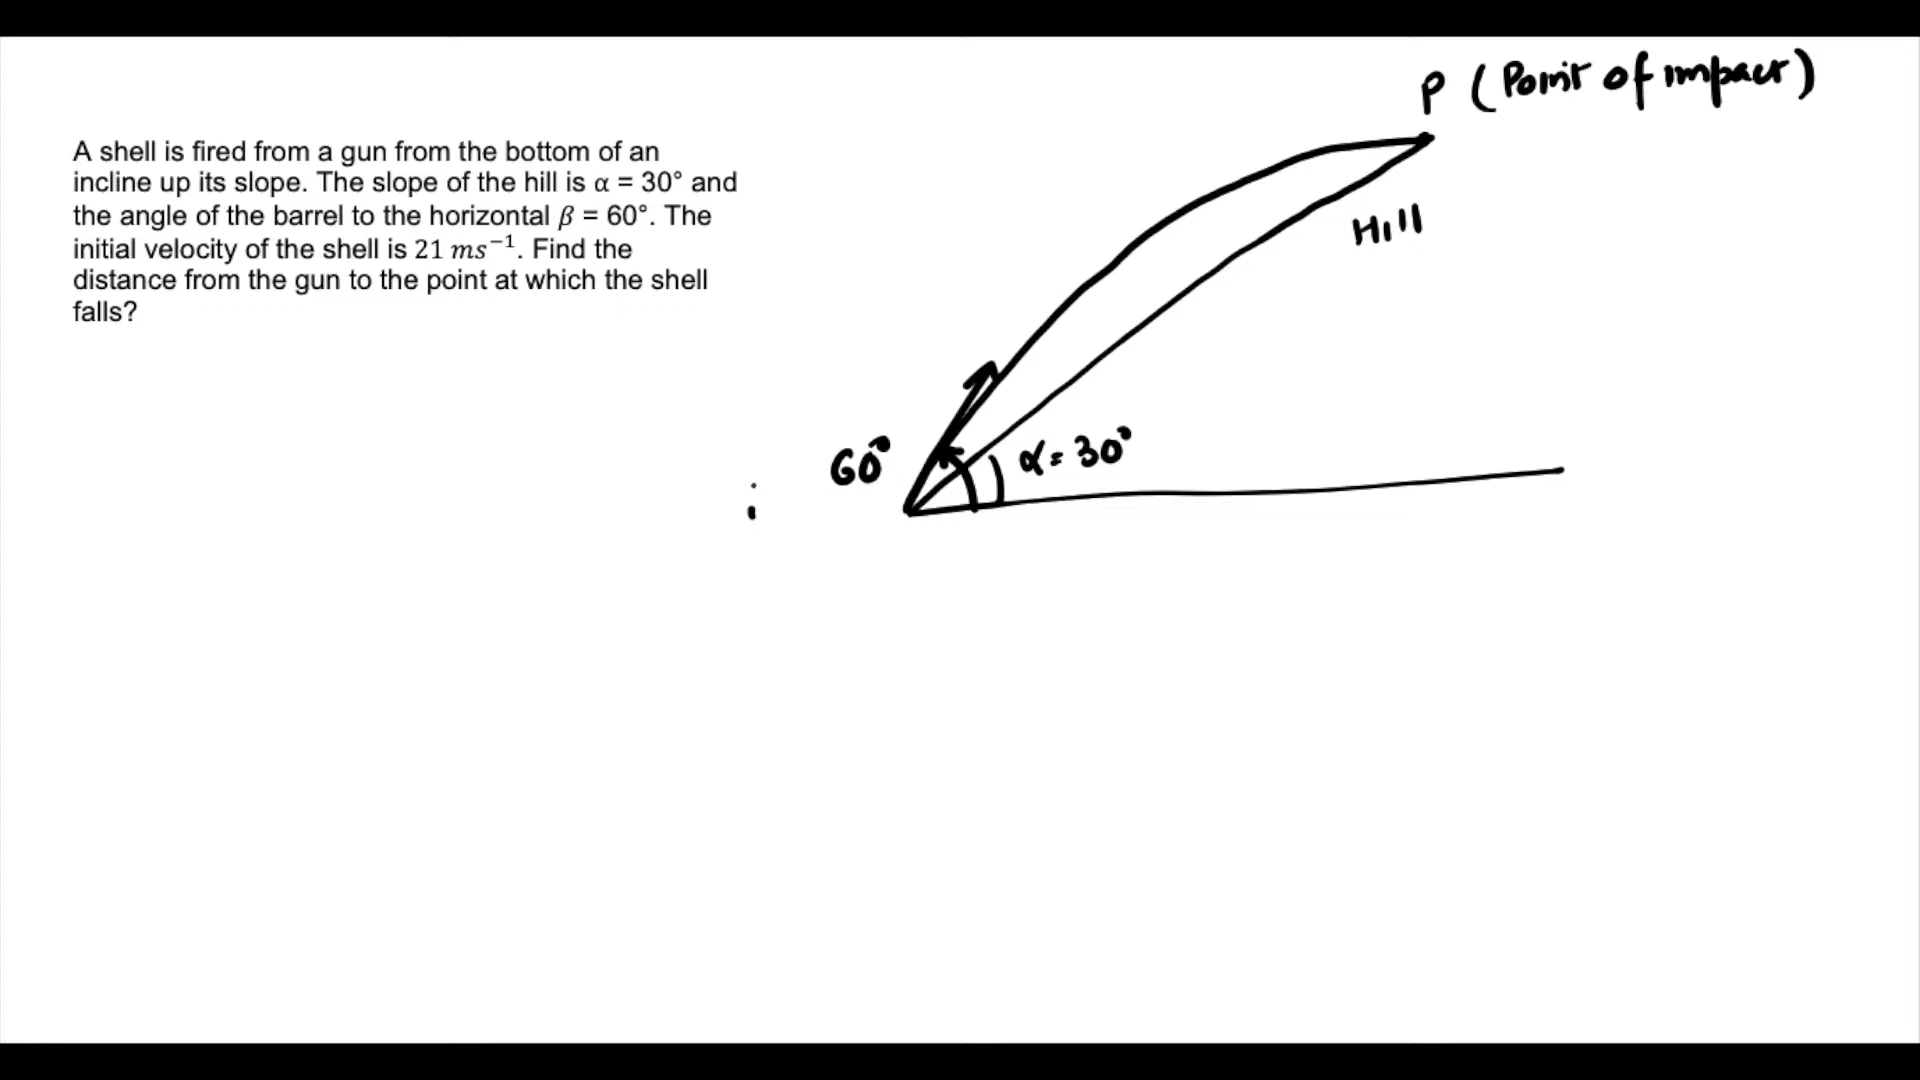 P (Point of impact)
A shell is fired from a gun from the bottom of an
incline up its slope. The slope of the hill is α = 30° and
the angle of the barrel to the horizontal 𝛽 = 60°. The
initial velocity of the shell is 21 𝑚𝑠⁻¹. Find the
distance from the gun to the point at which the shell
falls?
Hill
60°
α = 30°